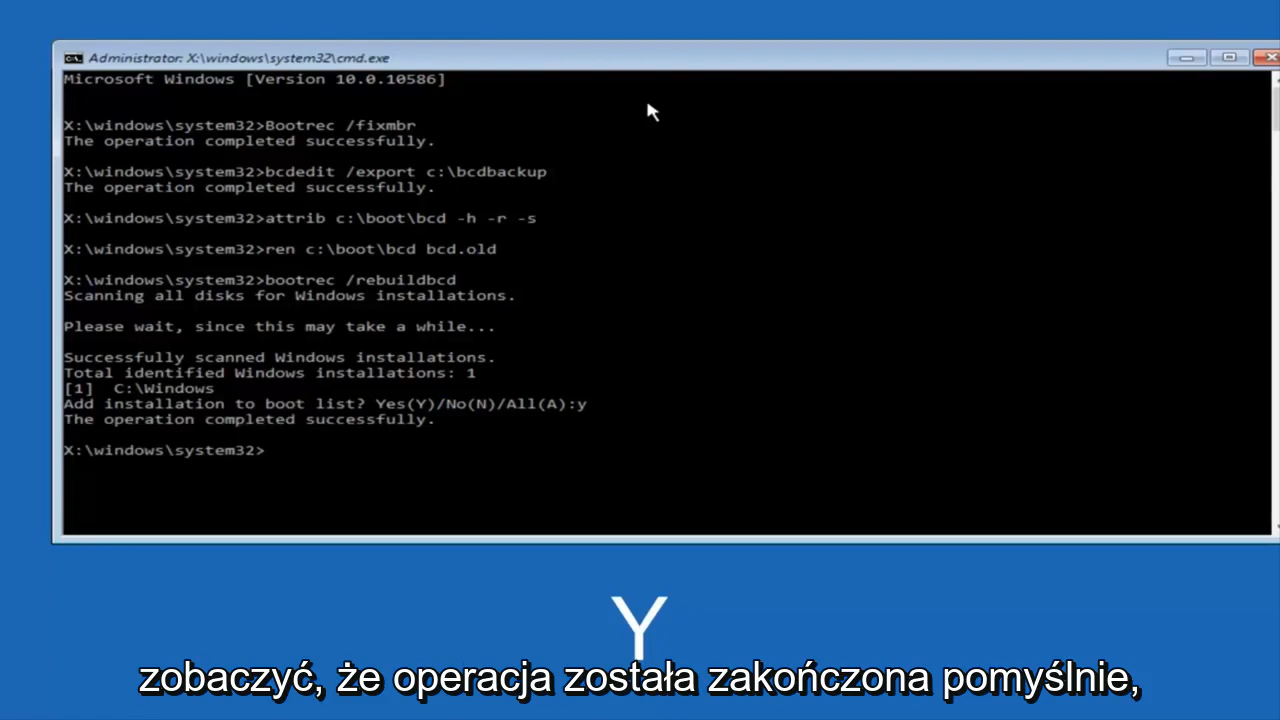 Administrator: X:\windows\system32\cmd.exe
Microsoft Windows [Version 10.0.10586]
X:\windows\system32>Bootrec /fixmbr
The operation completed successfully.
X:\windows\system32>bcdedit /export c:\bcdbackup
The operation completed successfully.
X:\windows\system32>attrib c:\boot\bcd -h -r -s
X:\windows\system32>ren c:\boot\bcd bcd.old
X:\windows\system32>bootrec /rebuildbcd
Scanning all disks for Windows installations.
Please wait, since this may take a while...
Successfully scanned Windows installations.
Total identified Windows installations: 1
[1]  C:\Windows
Add installation to boot list? Yes(Y)/No(N)/All(A):y
The operation completed successfully.
X:\windows\system32>
Y
zobaczyć, że operacja została zakończona pomyślnie,